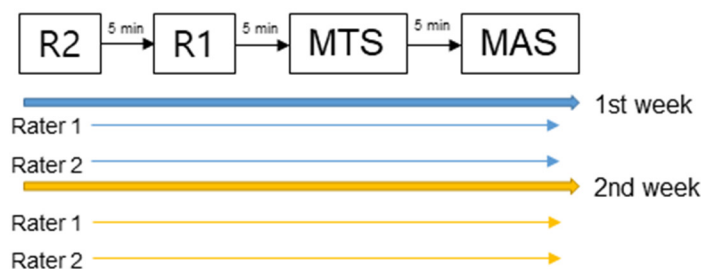 5 min 5 min 5 min
R2 R1 MTS MAS
1st week
Rater 1
Rater 2
2nd week
Rater 1
Rater 2